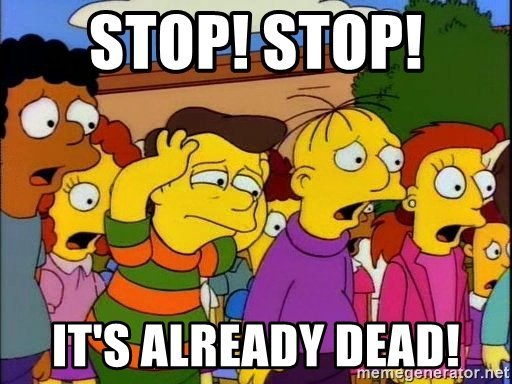 STOP! STOP!
IT'S ALREADY DEAD!
memegenerator.net